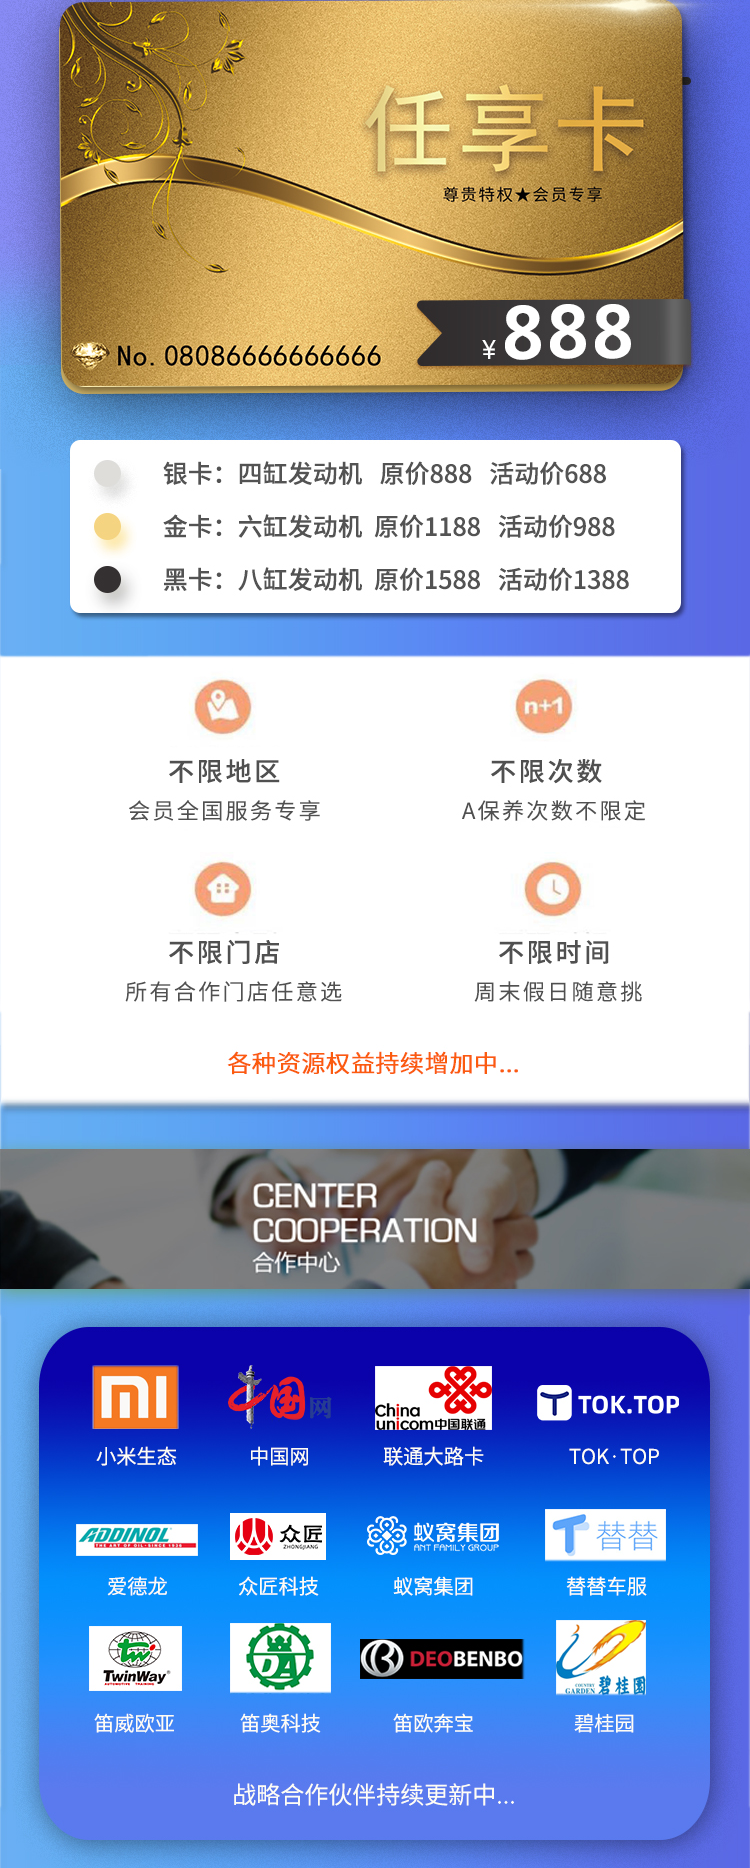 任享卡
尊贵特权★会员专享
No. 08086666666666
¥888
银卡：四缸发动机 原价888 活动价688
金卡：六缸发动机 原价1188 活动价988
黑卡：八缸发动机 原价1588 活动价1388
n+1
不限地区 不限次数
会员全国服务专享 A保养次数不限定
不限门店 不限时间
所有合作门店任意选 周末假日随意挑
各种资源权益持续增加中...
CENTER
COOPERATION
合作中心
MI 中国网 China unicom中国联通 TOK.TOP
小米生态 中国网 联通大路卡 TOK·TOP
ADDINOL 众匠 蚁窝集团 替替
THE ART OF OIL·SINCE 1936 ZHONGJIANG ANT FAMILY GROUP
爱德龙 众匠科技 蚁窝集团 替替车服
TwinWay® DA DEOBENBO COUNTRY GARDEN 碧桂園
AUTOMOTIVE TRAINING
笛威欧亚 笛奥科技 笛欧奔宝 碧桂园
战略合作伙伴持续更新中...